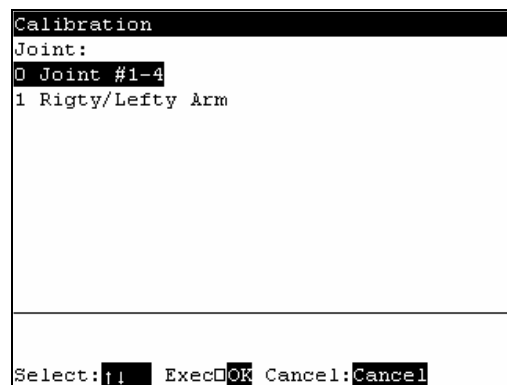 Calibration
Joint:
0 Joint #1-4
1 Rigty/Lefty Arm
Select:↑↓ Exec□OK Cancel:Cancel